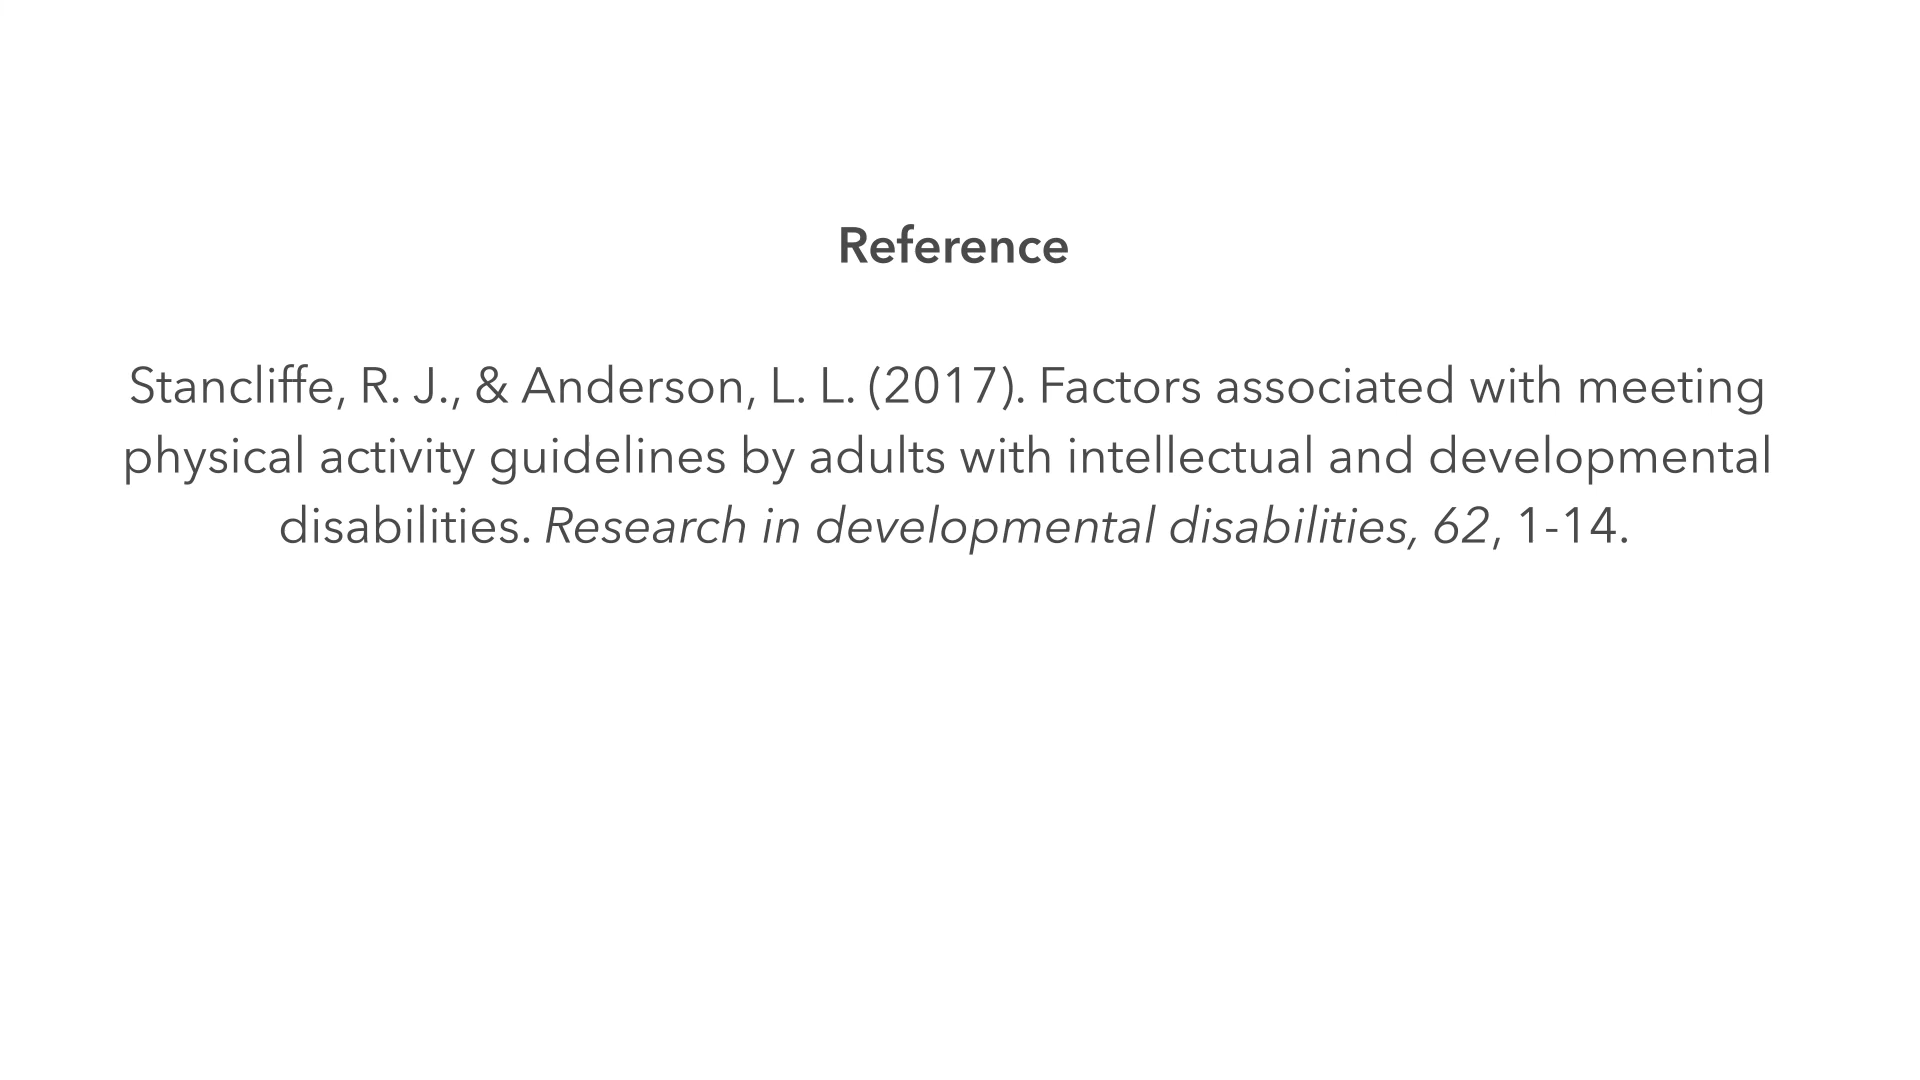 Reference
Stancliffe, R. J., & Anderson, L. L. (2017). Factors associated with meeting
physical activity guidelines by adults with intellectual and developmental
disabilities. Research in developmental disabilities, 62, 1-14.